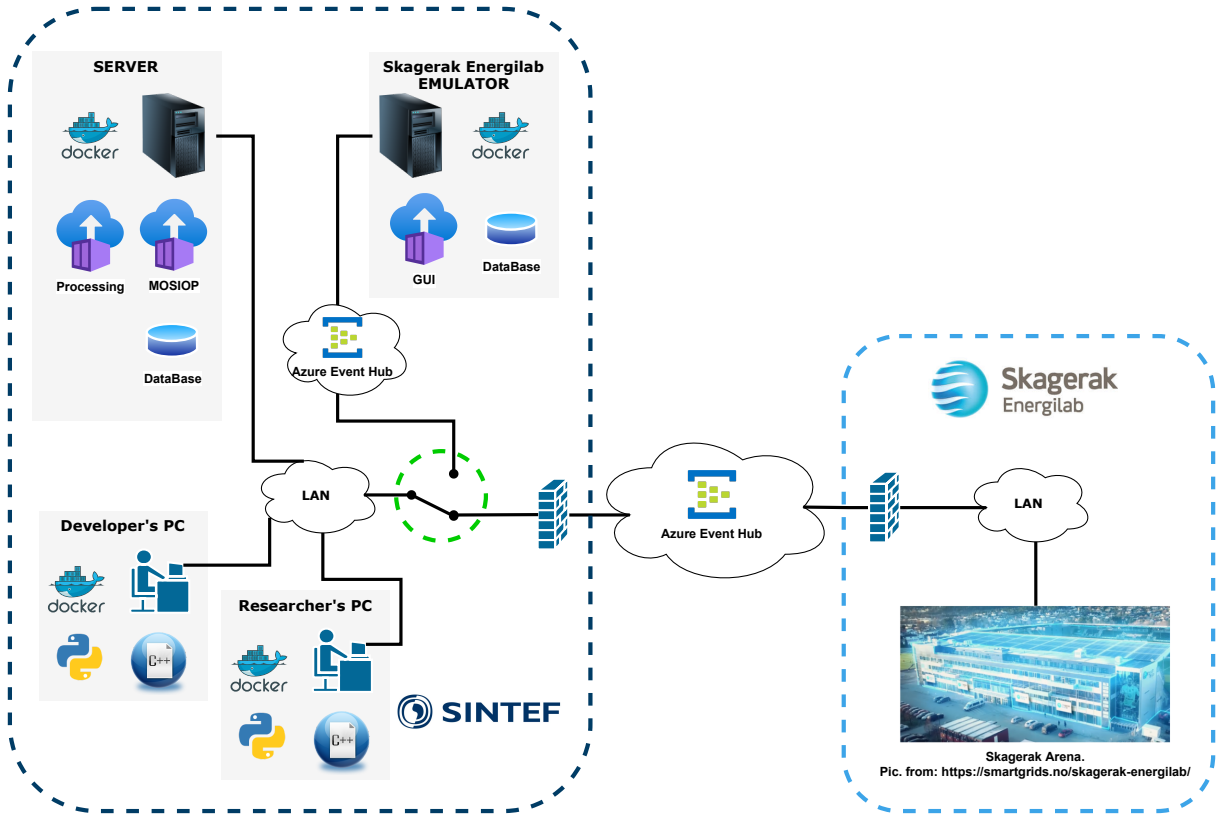 SERVER
docker
Processing
MOSIOP
DataBase
Skagerak Energilab
EMULATOR
docker
GUI
DataBase
Azure Event Hub
LAN
Developer's PC
docker
C++
Researcher's PC
docker
C++
SINTEF
Azure Event Hub
Skagerak
Energilab
LAN
Skagerak Arena.
Pic. from: https://smartgrids.no/skagerak-energilab/